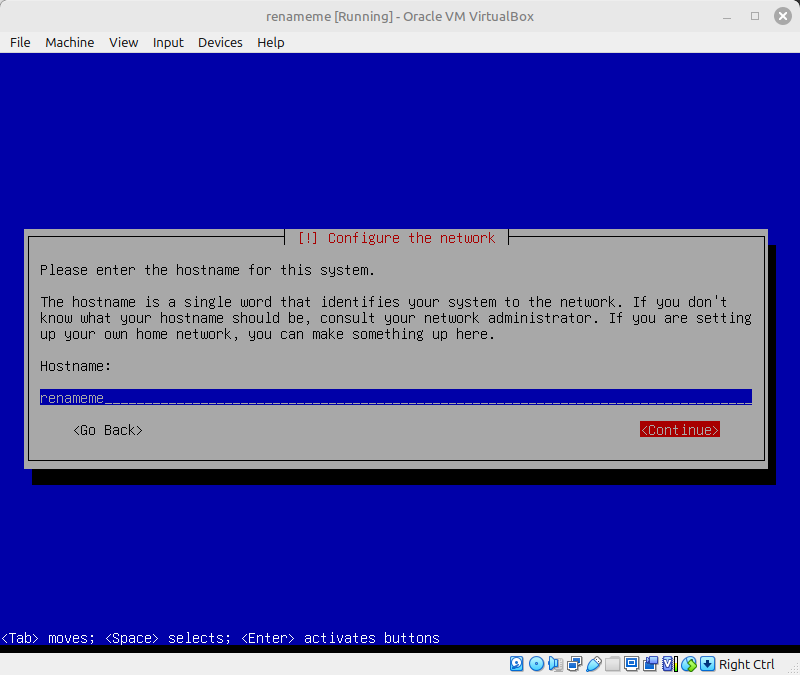 renameme [Running] - Oracle VM VirtualBox
File Machine View Input Devices Help
[!] Configure the network
Please enter the hostname for this system.
The hostname is a single word that identifies your system to the network. If you don't
know what your hostname should be, consult your network administrator. If you are setting
up your own home network, you can make something up here.
Hostname:
renameme
<Go Back> <Continue>
<Tab> moves; <Space> selects; <Enter> activates buttons
Right Ctrl